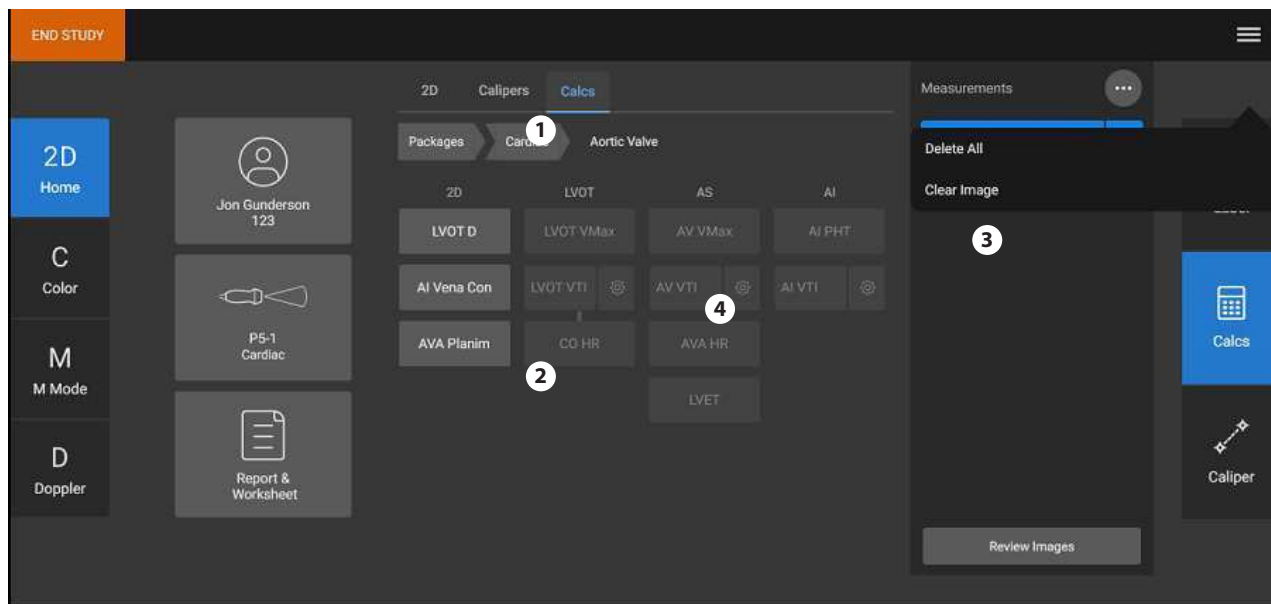 END STUDY
2D
Calipers
Calcs
Measurements
1
Packages
Cardiac
Aortic Valve
Delete All
Clear Image
2D
Home
Jon Gunderson
123
2D
LVOT
AS
AI
LVOT D
LVOT VMax
AV VMax
AI PHT
3
C
Color
AI Vena Con
LVOT VTI
AV VTI
AI VTI
4
P5-1
Cardiac
AVA Planim
CO HR
AVA HR
Calcs
M
M Mode
2
LVET
D
Doppler
Report &
Worksheet
Caliper
Review Images